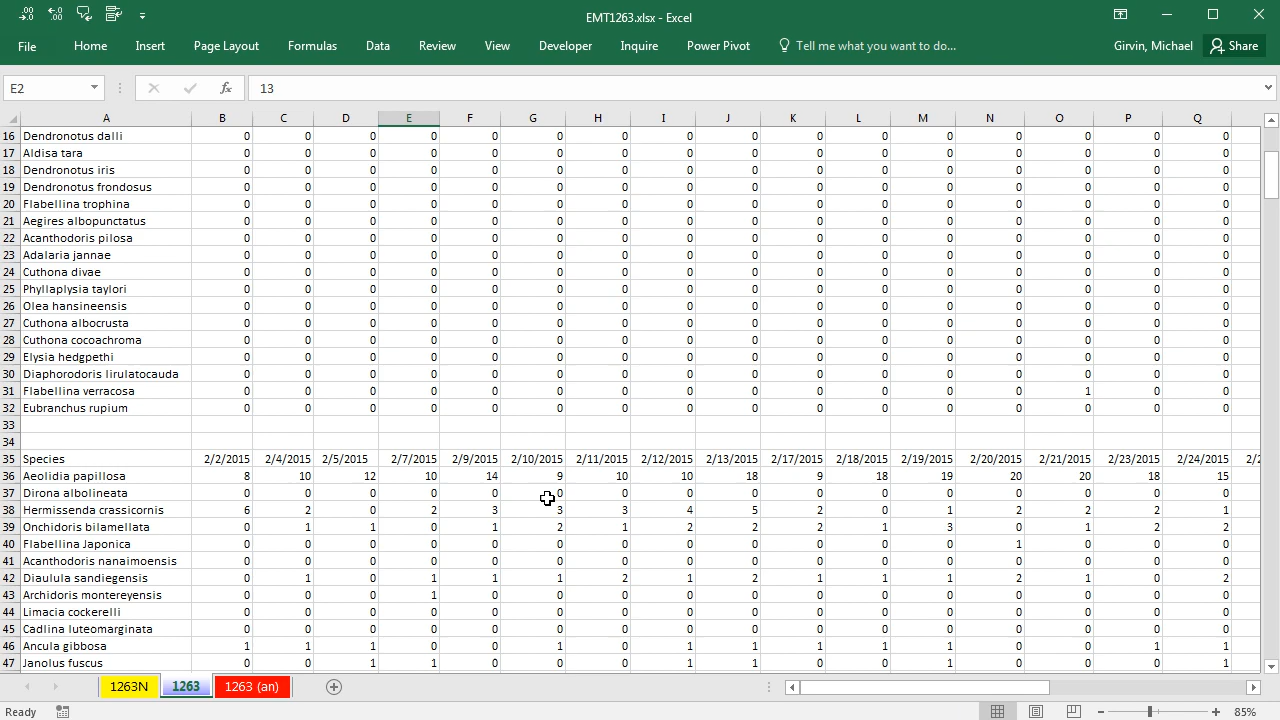 EMT1263.xlsx - Excel
File Home Insert Page Layout Formulas Data Review View Developer Inquire Power Pivot Tell me what you want to do... Girvin, Michael Share
E2 fx 13
A B C D E F G H I J K L M N O P Q
16 Dendronotus dalli 0 0 0 0 0 0 0 0 0 0 0 0 0 0 0 0
17 Aldisa tara 0 0 0 0 0 0 0 0 0 0 0 0 0 0 0 0
18 Dendronotus iris 0 0 0 0 0 0 0 0 0 0 0 0 0 0 0 0
19 Dendronotus frondosus 0 0 0 0 0 0 0 0 0 0 0 0 0 0 0 0
20 Flabellina trophina 0 0 0 0 0 0 0 0 0 0 0 0 0 0 0 0
21 Aegires albopunctatus 0 0 0 0 0 0 0 0 0 0 0 0 0 0 0 0
22 Acanthodoris pilosa 0 0 0 0 0 0 0 0 0 0 0 0 0 0 0 0
23 Adalaria jannae 0 0 0 0 0 0 0 0 0 0 0 0 0 0 0 0
24 Cuthona divae 0 0 0 0 0 0 0 0 0 0 0 0 0 0 0 0
25 Phyllaplysia taylori 0 0 0 0 0 0 0 0 0 0 0 0 0 0 0 0
26 Olea hansineensis 0 0 0 0 0 0 0 0 0 0 0 0 0 0 0 0
27 Cuthona albocrusta 0 0 0 0 0 0 0 0 0 0 0 0 0 0 0 0
28 Cuthona cocoachroma 0 0 0 0 0 0 0 0 0 0 0 0 0 0 0 0
29 Elysia hedgpethi 0 0 0 0 0 0 0 0 0 0 0 0 0 0 0 0
30 Diaphorodoris lirulatocauda 0 0 0 0 0 0 0 0 0 0 0 0 0 0 0 0
31 Flabellina verracosa 0 0 0 0 0 0 0 0 0 0 0 0 0 1 0 0
32 Eubranchus rupium 0 0 0 0 0 0 0 0 0 0 0 0 0 0 0 0
33
34
35 Species 2/2/2015 2/4/2015 2/5/2015 2/7/2015 2/9/2015 2/10/2015 2/11/2015 2/12/2015 2/13/2015 2/17/2015 2/18/2015 2/19/2015 2/20/2015 2/21/2015 2/23/2015 2/24/2015
36 Aeolidia papillosa 8 10 12 10 14 9 10 10 18 9 18 19 20 20 18 15
37 Dirona albolineata 0 0 0 0 0 0 0 0 0 0 0 0 0 0 0 0
38 Hermissenda crassicornis 6 2 0 2 3 3 3 4 5 2 0 1 2 2 2 1
39 Onchidoris bilamellata 0 1 1 0 1 2 1 2 2 2 1 3 0 1 2 2
40 Flabellina Japonica 0 0 0 0 0 0 0 0 0 0 0 0 1 0 0 0
41 Acanthodoris nanaimoensis 0 0 0 0 0 0 0 0 0 0 0 0 0 0 0 0
42 Diaulula sandiegensis 0 1 0 1 1 1 2 1 2 1 1 1 2 1 0 2
43 Archidoris montereyensis 0 0 0 1 0 0 0 0 0 0 0 0 0 0 0 0
44 Limacia cockerelli 0 0 0 0 0 0 0 0 0 0 0 0 0 0 0 0
45 Cadlina luteomarginata 0 0 0 0 0 0 0 0 0 0 0 0 0 0 0 0
46 Ancula gibbosa 1 1 1 0 0 1 0 1 1 1 1 1 0 0 1 1
47 Janolus fuscus 0 0 1 1 0 0 0 1 1 0 0 1 0 0 0 1
1263N 1263 1263 (an)
Ready 85%